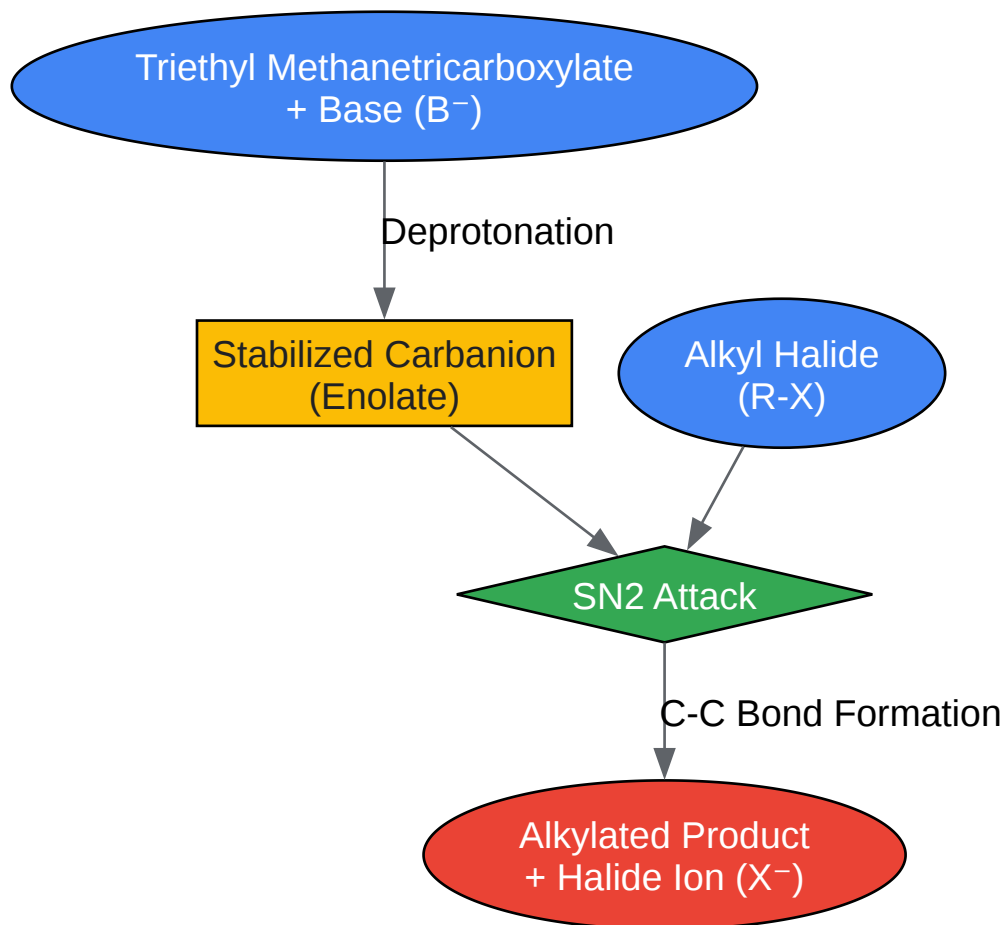 Triethyl Methanetricarboxylate
+ Base (B⁻)
Deprotonation
Stabilized Carbanion
(Enolate)
Alkyl Halide
(R-X)
SN2 Attack
C-C Bond Formation
Alkylated Product
+ Halide Ion (X⁻)